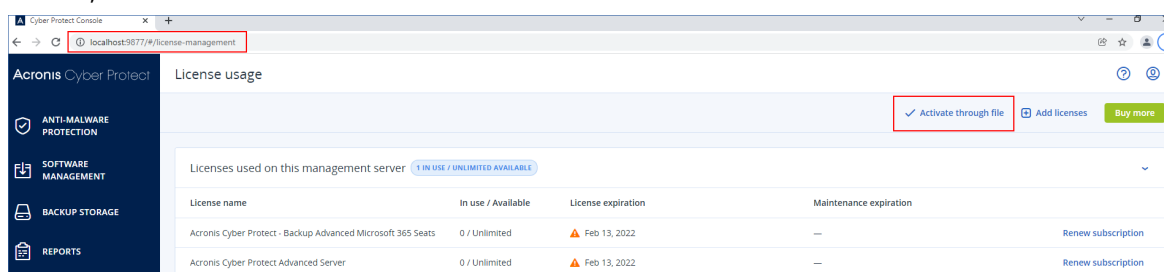 Cyber Protect Console
localhost:9877/#/license-management
Acronis Cyber Protect
License usage
Activate through file
Add licenses
Buy more
ANTI-MALWARE
PROTECTION
SOFTWARE
MANAGEMENT
BACKUP STORAGE
REPORTS
Licenses used on this management server 1 IN USE / UNLIMITED AVAILABLE
License name In use / Available License expiration Maintenance expiration
Acronis Cyber Protect - Backup Advanced Microsoft 365 Seats 0 / Unlimited Feb 13, 2022 — Renew subscription
Acronis Cyber Protect Advanced Server 0 / Unlimited Feb 13, 2022 — Renew subscription